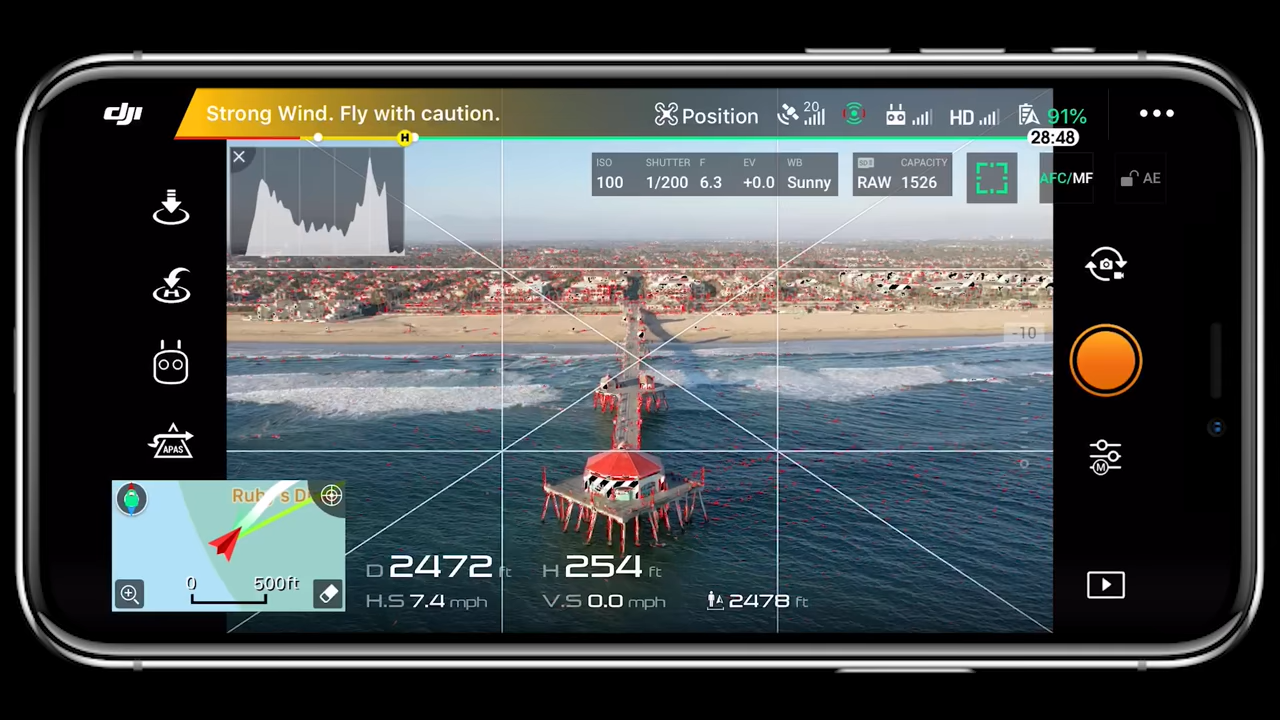 dji
Strong Wind. Fly with caution.
Position
20
HD
91%
H
28:48
ISO SHUTTER F EV WB
100 1/200 6.3 +0.0 Sunny
CAPACITY
RAW 1526
AFC/MF
AE
H
-10
0
APAS
M
0 500ft
D 2472 ft
H 254 ft
H.S 7.4 mph
V.S 0.0 mph
2478 ft